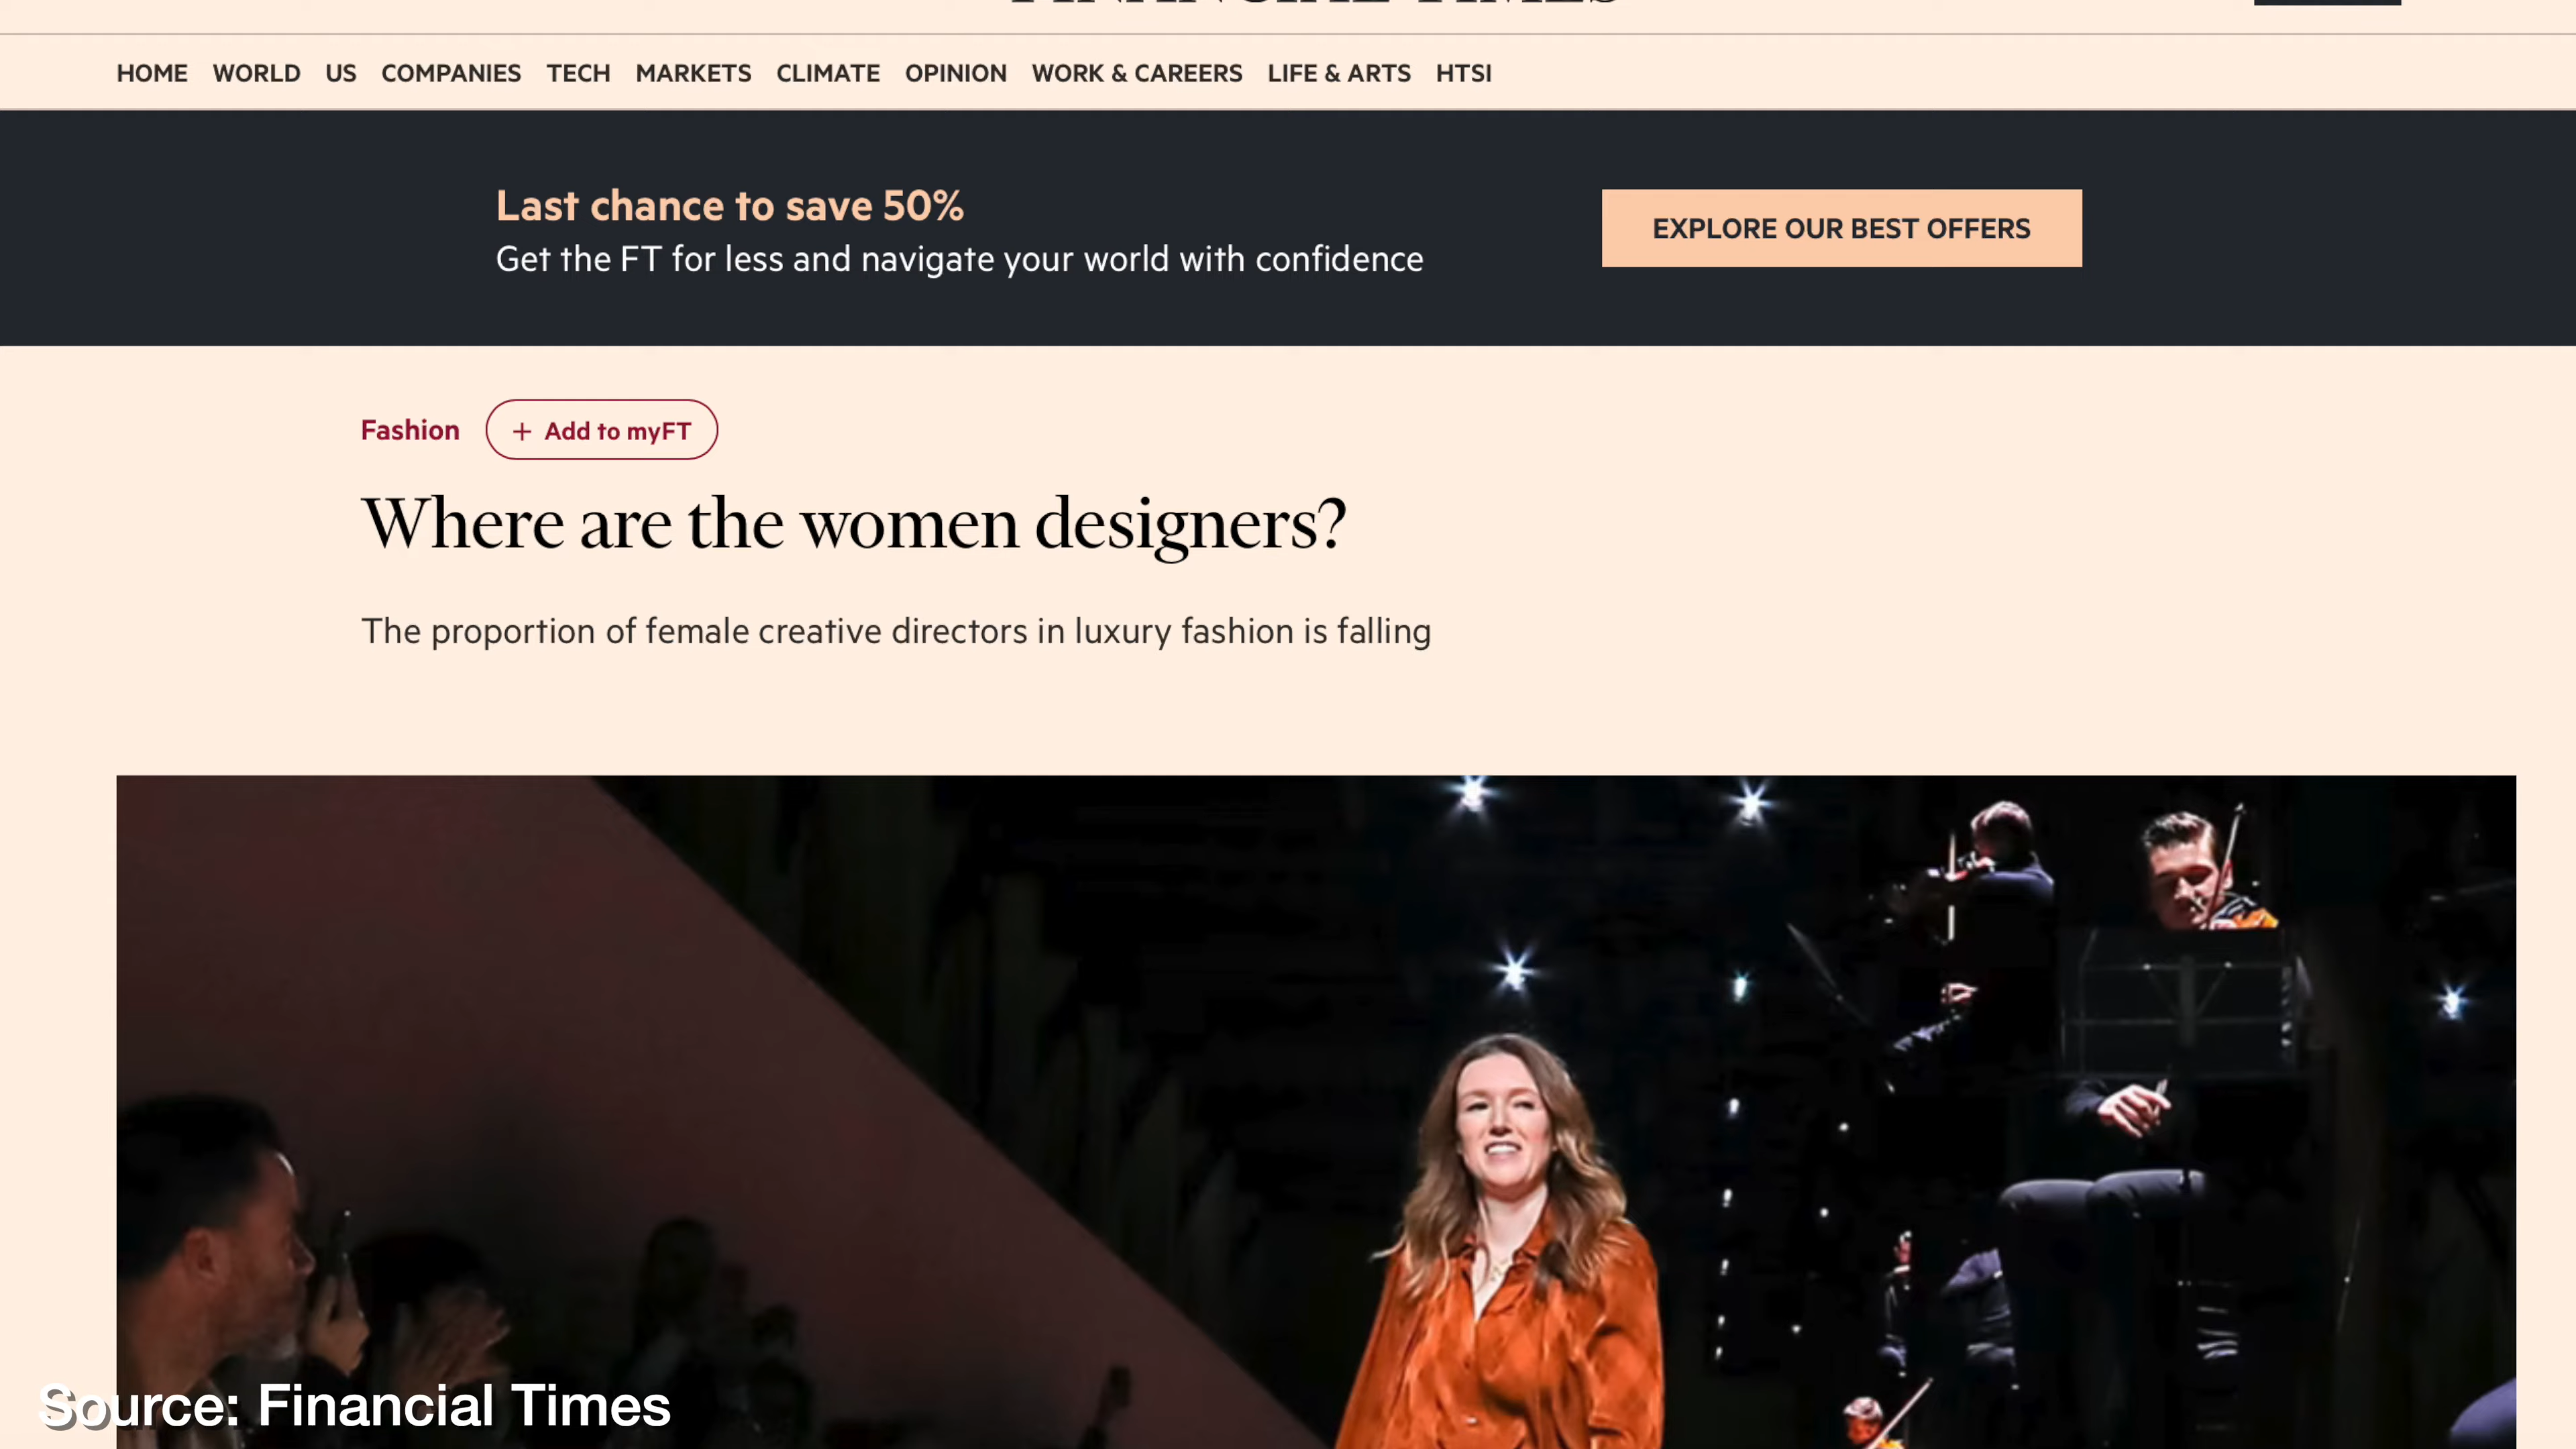 FINANCIAL TIMES
HOME WORLD US COMPANIES TECH MARKETS CLIMATE OPINION WORK & CAREERS LIFE & ARTS HTSI
Last chance to save 50%
Get the FT for less and navigate your world with confidence
EXPLORE OUR BEST OFFERS
Fashion + Add to myFT
Where are the women designers?
The proportion of female creative directors in luxury fashion is falling
Source: Financial Times